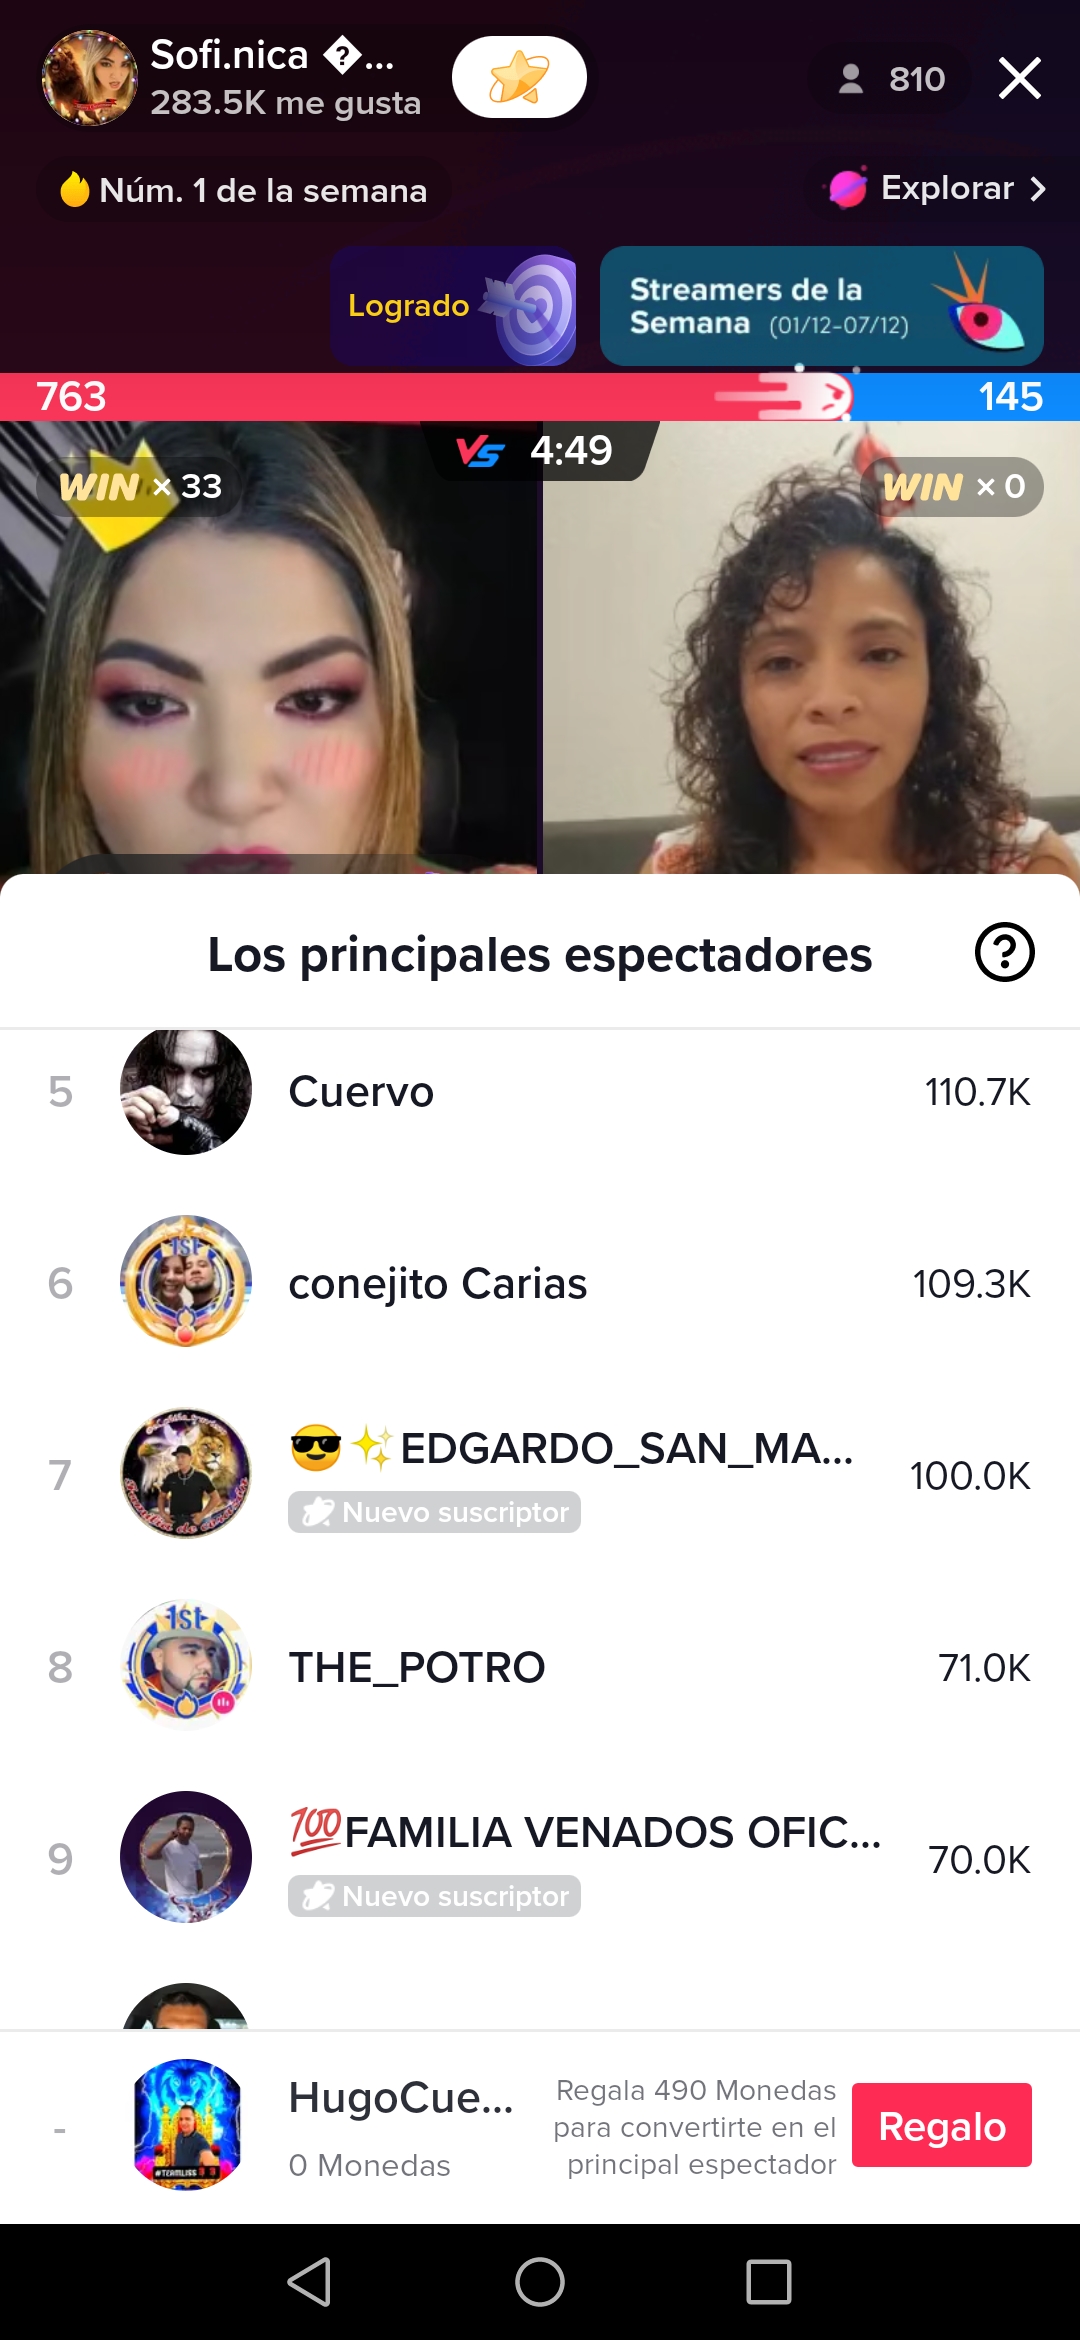 Sofi.nica �...
283.5K me gusta
810
Núm. 1 de la semana
Explorar
Logrado
Streamers de la
Semana (01/12-07/12)
763
145
VS 4:49
WIN × 33
WIN × 0
Los principales espectadores
?
5
Cuervo
110.7K
6
1st
conejito Carias
109.3K
7
😎✨EDGARDO_SAN_MA...
100.0K
Nuevo suscriptor
8
1st
THE_POTRO
71.0K
9
💯FAMILIA VENADOS OFIC...
70.0K
Nuevo suscriptor
-
#TEAMLISS
HugoCue...
0 Monedas
Regala 490 Monedas
para convertirte en el
principal espectador
Regalo